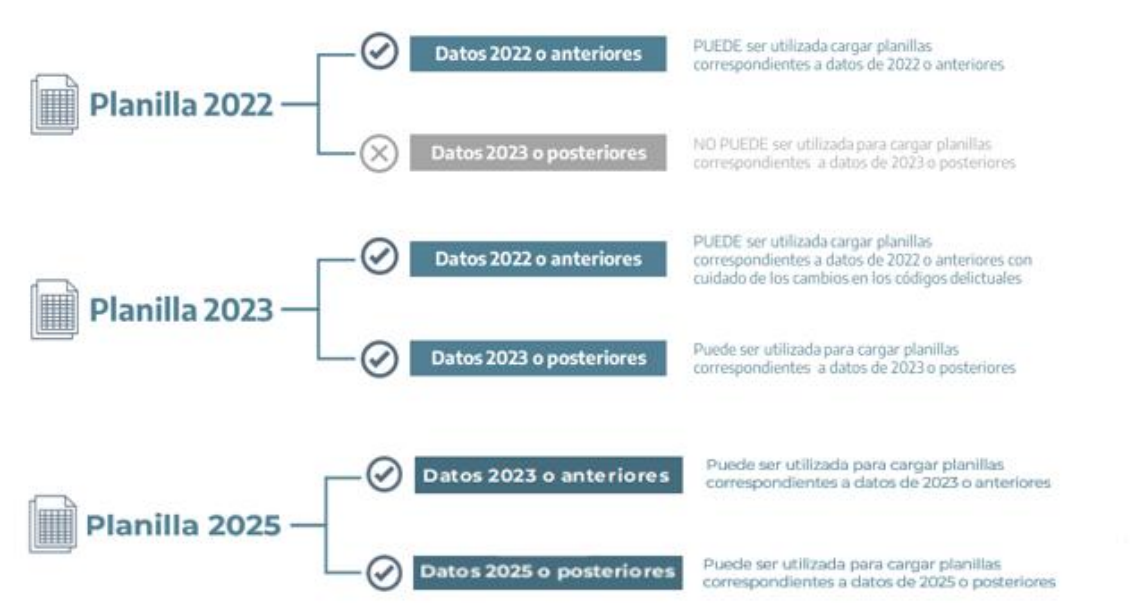 Planilla 2022
Datos 2022 o anteriores
PUEDE ser utilizada cargar planillas
correspondientes a datos de 2022 o anteriores
Datos 2023 o posteriores
NO PUEDE ser utilizada para cargar planillas
correspondientes a datos de 2023 o posteriores
Planilla 2023
Datos 2022 o anteriores
PUEDE ser utilizada cargar planillas
correspondientes a datos de 2022 o anteriores con
cuidado de los cambios en los códigos delictuales
Datos 2023 o posteriores
Puede ser utilizada para cargar planillas
correspondientes a datos de 2023 o posteriores
Planilla 2025
Datos 2023 o anteriores
Puede ser utilizada para cargar planillas
correspondientes a datos de 2023 o anteriores
Datos 2025 o posteriores
Puede ser utilizada para cargar planillas
correspondientes a datos de 2025 o posteriores